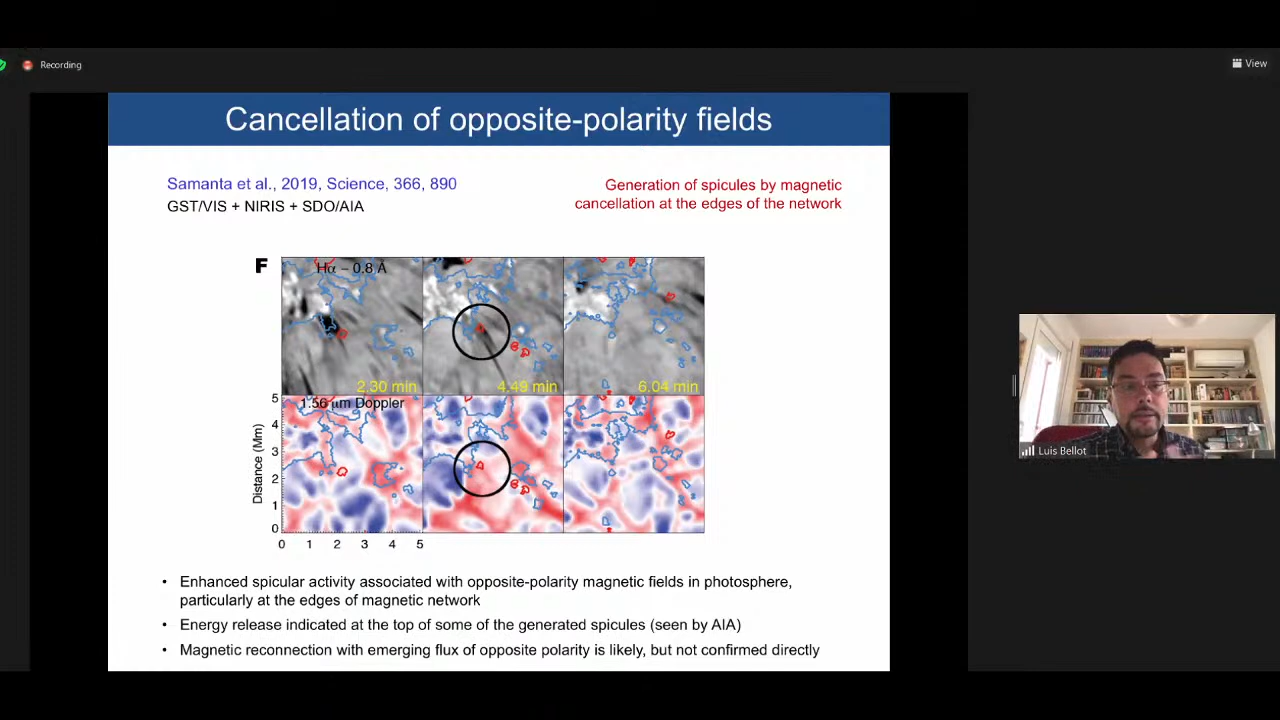 Recording
View
Cancellation of opposite-polarity fields
Samanta et al., 2019, Science, 366, 890
GST/VIS + NIRIS + SDO/AIA
Generation of spicules by magnetic
cancellation at the edges of the network
F
Hα − 0.8 Å
2.30 min
4.49 min
6.04 min
1.56 μm Doppler
Distance (Mm)
5
4
3
2
1
0
0 1 2 3 4 5
Luis Bellot
• Enhanced spicular activity associated with opposite-polarity magnetic fields in photosphere,
particularly at the edges of magnetic network
• Energy release indicated at the top of some of the generated spicules (seen by AIA)
• Magnetic reconnection with emerging flux of opposite polarity is likely, but not confirmed directly